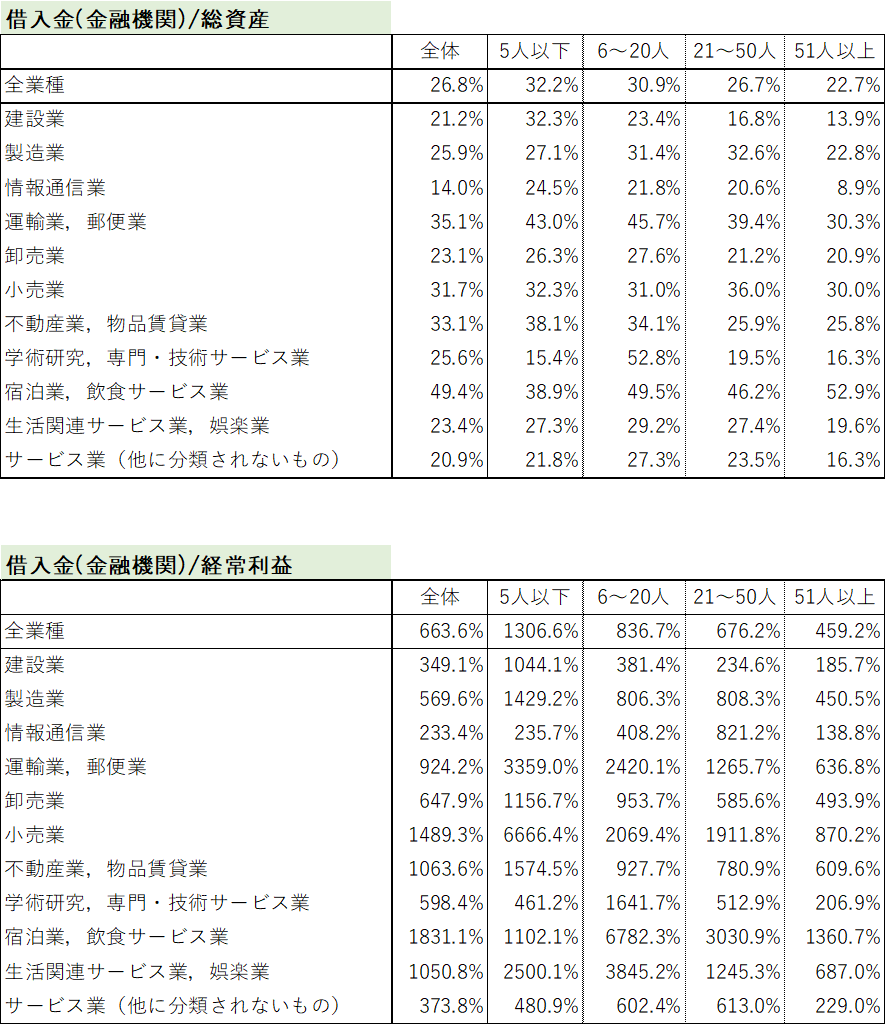 借入金(金融機関)/総資産
全体 5人以下 6～20人 21～50人 51人以上
全業種 26.8% 32.2% 30.9% 26.7% 22.7%
建設業 21.2% 32.3% 23.4% 16.8% 13.9%
製造業 25.9% 27.1% 31.4% 32.6% 22.8%
情報通信業 14.0% 24.5% 21.8% 20.6% 8.9%
運輸業，郵便業 35.1% 43.0% 45.7% 39.4% 30.3%
卸売業 23.1% 26.3% 27.6% 21.2% 20.9%
小売業 31.7% 32.3% 31.0% 36.0% 30.0%
不動産業，物品賃貸業 33.1% 38.1% 34.1% 25.9% 25.8%
学術研究，専門・技術サービス業 25.6% 15.4% 52.8% 19.5% 16.3%
宿泊業，飲食サービス業 49.4% 38.9% 49.5% 46.2% 52.9%
生活関連サービス業，娯楽業 23.4% 27.3% 29.2% 27.4% 19.6%
サービス業（他に分類されないもの） 20.9% 21.8% 27.3% 23.5% 16.3%
借入金(金融機関)/経常利益
全体 5人以下 6～20人 21～50人 51人以上
全業種 663.6% 1306.6% 836.7% 676.2% 459.2%
建設業 349.1% 1044.1% 381.4% 234.6% 185.7%
製造業 569.6% 1429.2% 806.3% 808.3% 450.5%
情報通信業 233.4% 235.7% 408.2% 821.2% 138.8%
運輸業，郵便業 924.2% 3359.0% 2420.1% 1265.7% 636.8%
卸売業 647.9% 1156.7% 953.7% 585.6% 493.9%
小売業 1489.3% 6666.4% 2069.4% 1911.8% 870.2%
不動産業，物品賃貸業 1063.6% 1574.5% 927.7% 780.9% 609.6%
学術研究，専門・技術サービス業 598.4% 461.2% 1641.7% 512.9% 206.9%
宿泊業，飲食サービス業 1831.1% 1102.1% 6782.3% 3030.9% 1360.7%
生活関連サービス業，娯楽業 1050.8% 2500.1% 3845.2% 1245.3% 687.0%
サービス業（他に分類されないもの） 373.8% 480.9% 602.4% 613.0% 229.0%